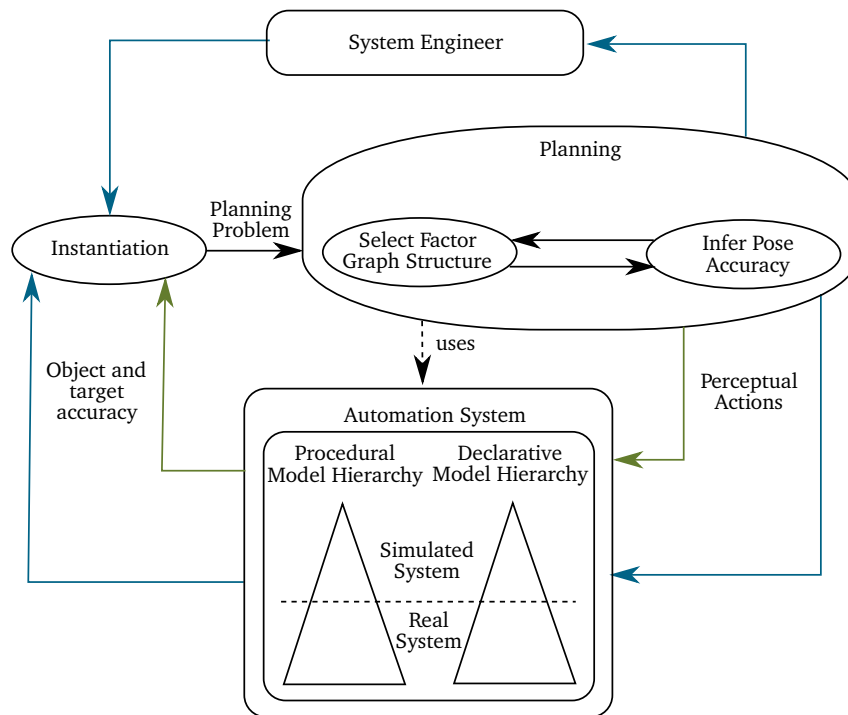 System Engineer
Planning
Planning
Problem
Instantiation
Select Factor
Graph Structure
Infer Pose
Accuracy
uses
Object and
target
accuracy
Perceptual
Actions
Automation System
Procedural
Model Hierarchy
Declarative
Model Hierarchy
Simulated
System
Real
System